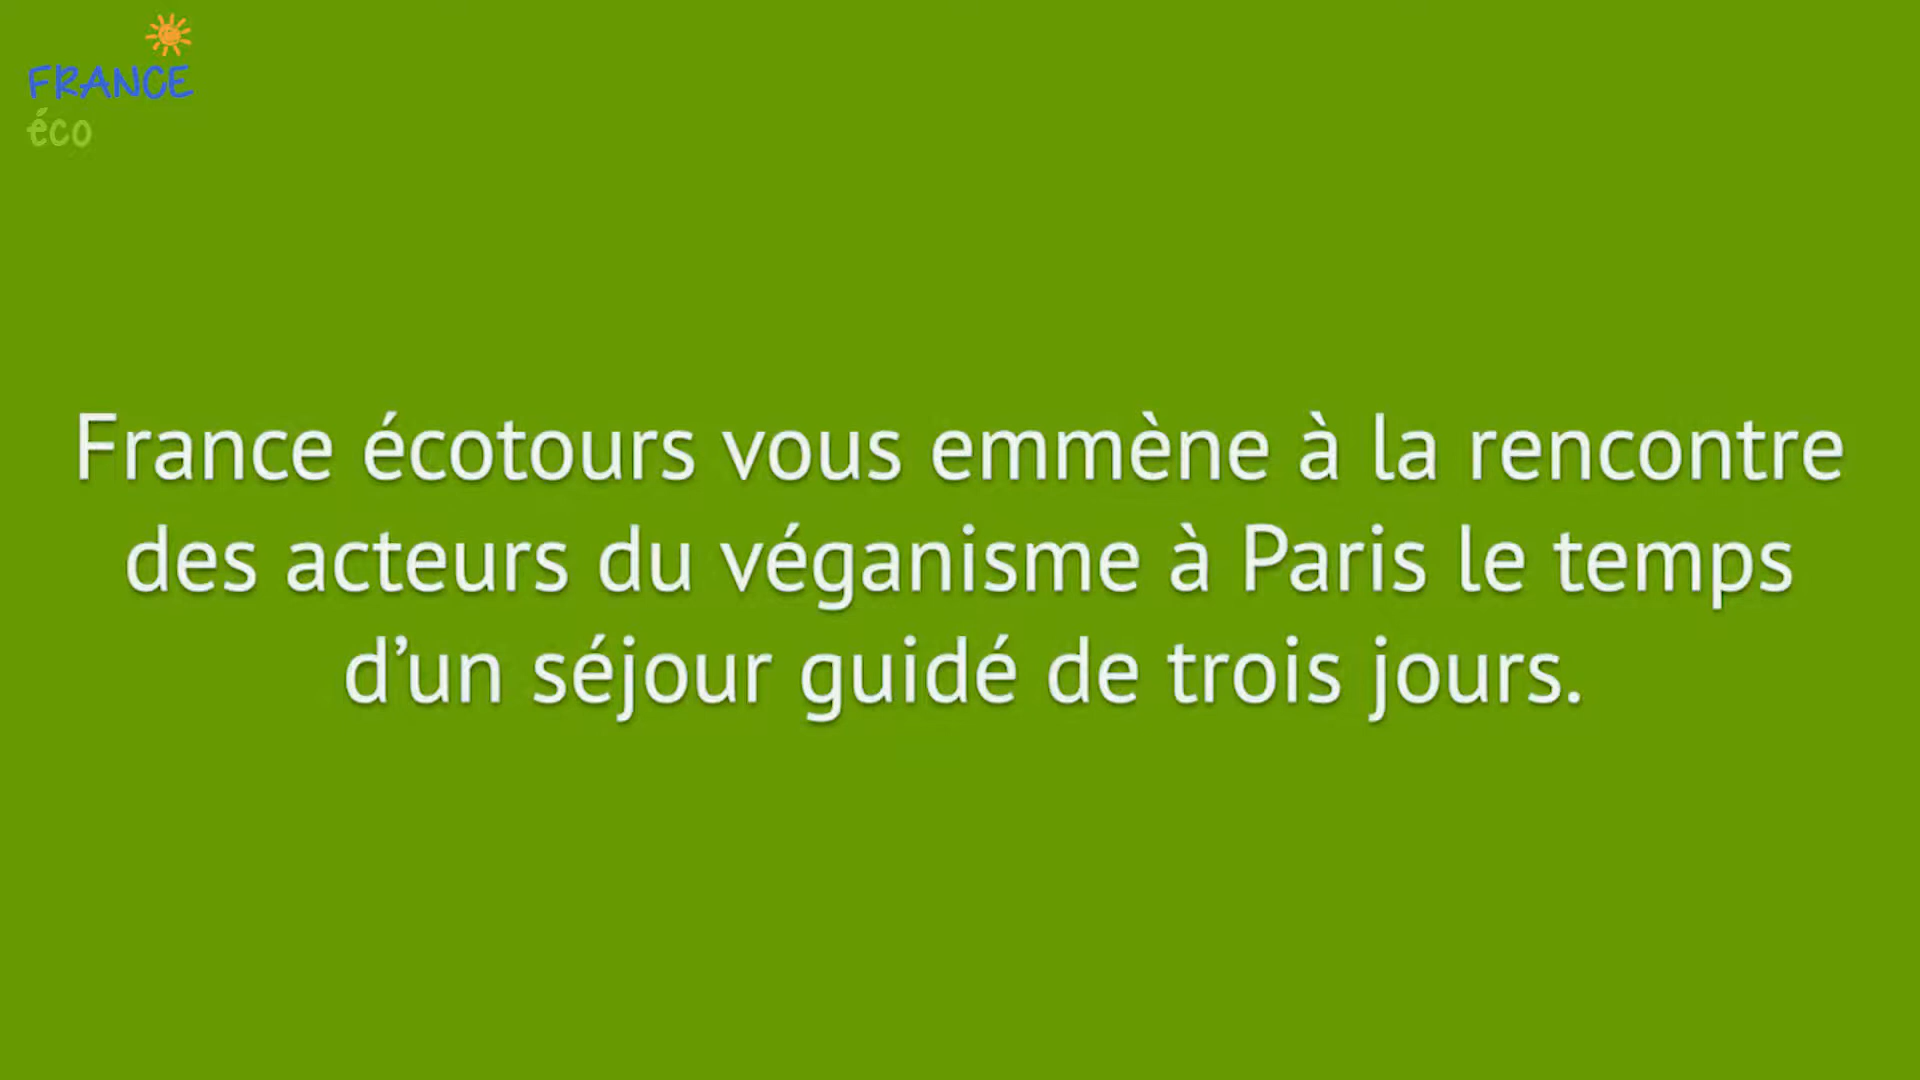 FRANCE
éco
France écotours vous emmène à la rencontre
des acteurs du véganisme à Paris le temps
d’un séjour guidé de trois jours.